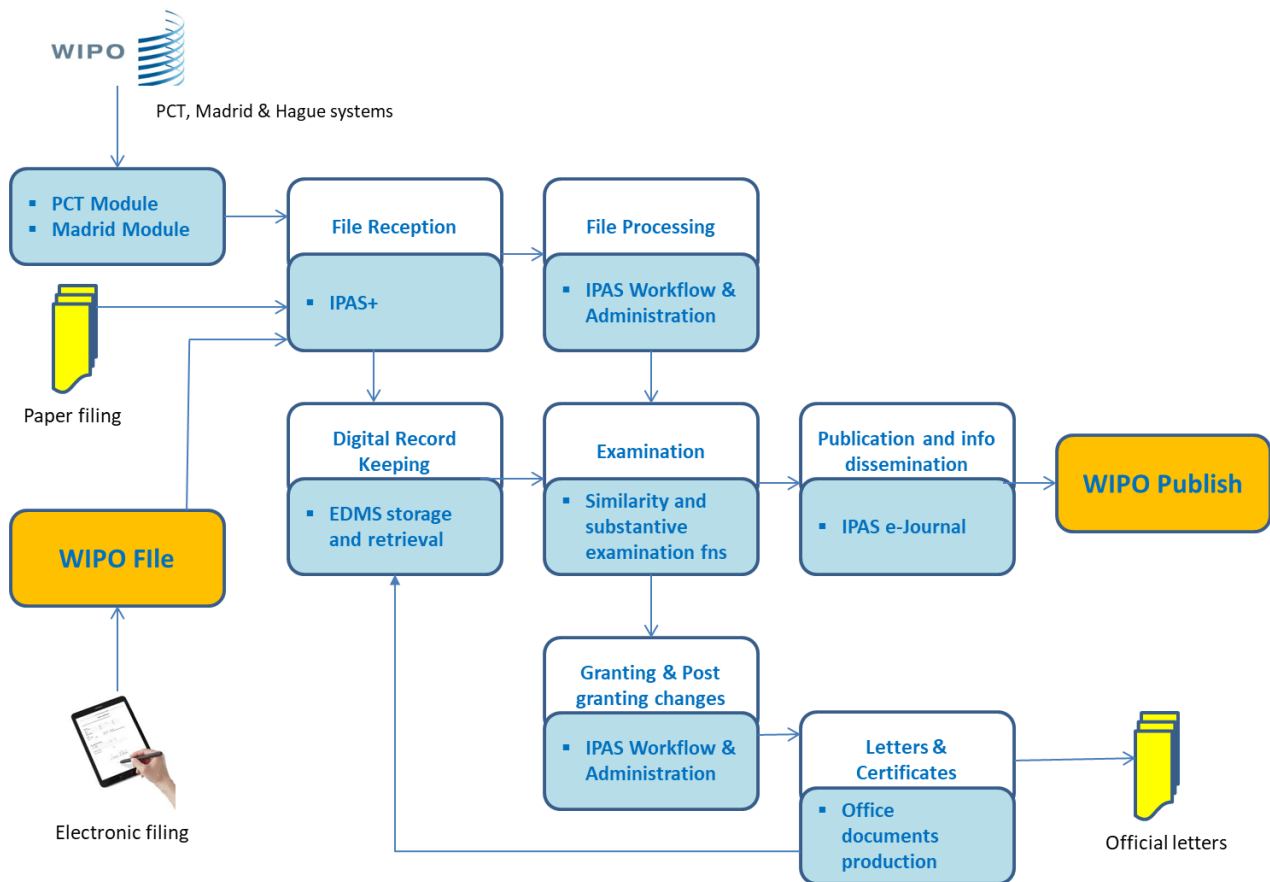 WIPO
PCT, Madrid & Hague systems
▪ PCT Module
▪ Madrid Module
File Reception
▪ IPAS+
File Processing
▪ IPAS Workflow &
Administration
Paper filing
Digital Record
Keeping
▪ EDMS storage
and retrieval
Examination
▪ Similarity and
substantive
examination fns
Publication and info
dissemination
▪ IPAS e-Journal
WIPO Publish
WIPO FIle
Granting & Post
granting changes
▪ IPAS Workflow &
Administration
Letters &
Certificates
▪ Office
documents
production
Electronic filing
Official letters